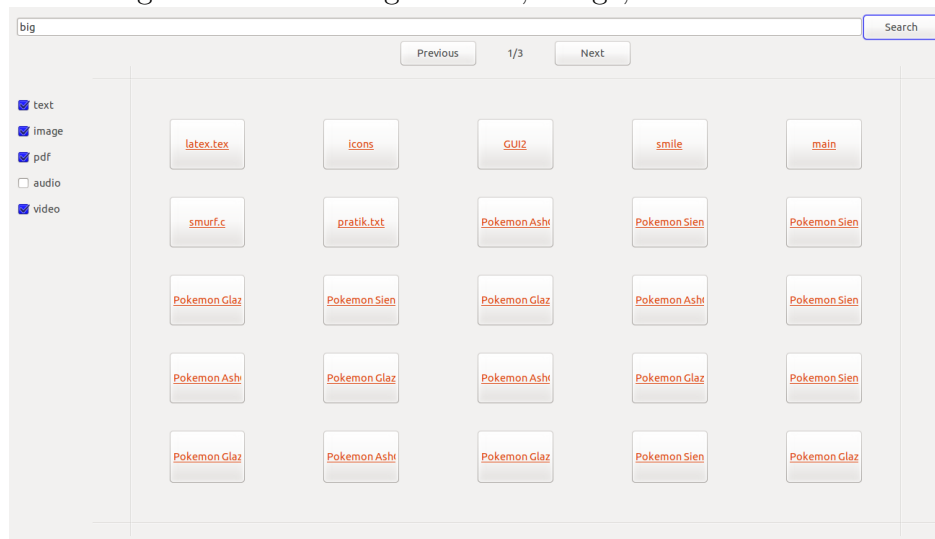 big Search
Previous 1/3 Next
text
image
pdf
audio
video
latex.tex icons GUI2 smile main
smurf.c pratik.txt Pokemon Ash Pokemon Sien Pokemon Sien
Pokemon Glaz Pokemon Sien Pokemon Glaz Pokemon Ash Pokemon Sien
Pokemon Ash Pokemon Glaz Pokemon Ash Pokemon Glaz Pokemon Sien
Pokemon Glaz Pokemon Ash Pokemon Glaz Pokemon Sien Pokemon Glaz